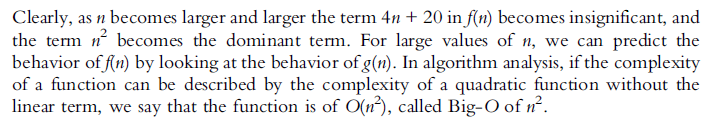 Clearly, as n becomes larger and larger the term 4n + 20 in f(n) becomes insignificant, and
the term n² becomes the dominant term. For large values of n, we can predict the
behavior of f(n) by looking at the behavior of g(n). In algorithm analysis, if the complexity
of a function can be described by the complexity of a quadratic function without the
linear term, we say that the function is of O(n²), called Big-O of n².